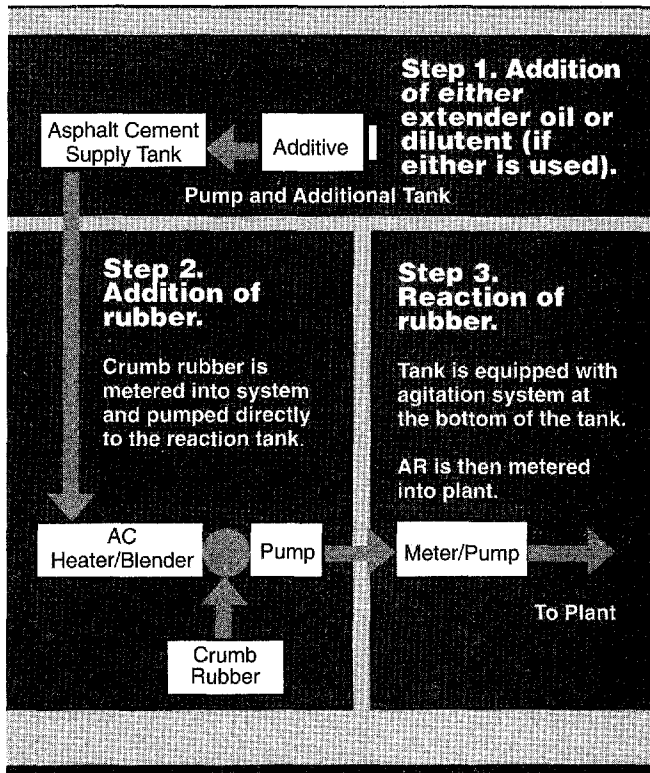 Step 1. Addition
of either
extender oil or
dilutent (if
either is used).
Asphalt Cement
Supply Tank
Additive
Pump and Additional Tank
Step 2.
Addition of
rubber.
Crumb rubber is
metered into system
and pumped directly
to the reaction tank.
AC
Heater/Blender
Pump
Crumb
Rubber
Step 3.
Reaction of
rubber.
Tank is equipped with
agitation system at
the bottom of the tank.
AR is then metered
into plant.
Meter/Pump
To Plant